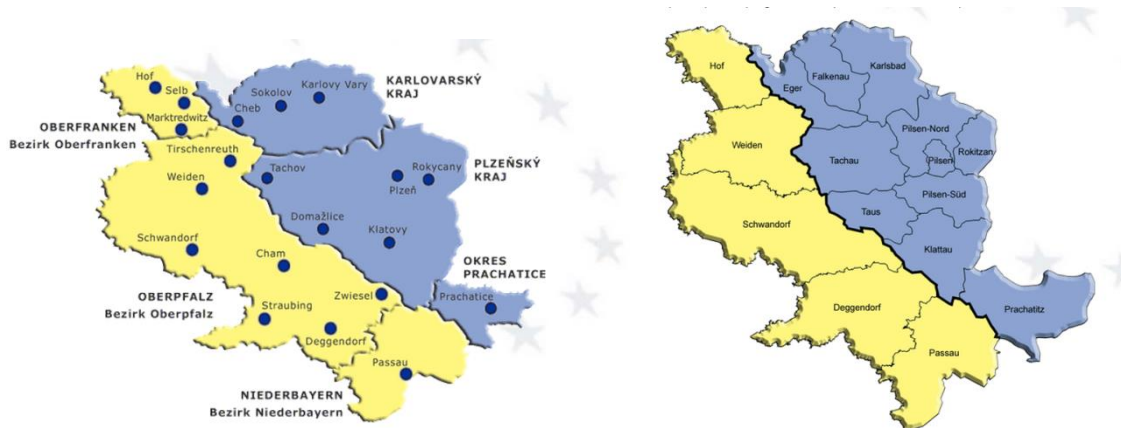 Hof
Selb
Marktredwitz
OBERFRANKEN
Bezirk Oberfranken
Tirschenreuth
Weiden
Schwandorf
Cham
OBERPFALZ
Bezirk Oberpfalz
Straubing
Zwiesel
Deggendorf
Passau
NIEDERBAYERN
Bezirk Niederbayern
Cheb
Sokolov
Karlovy Vary
KARLOVARSKÝ
KRAJ
Tachov
Plzeň
Rokycany
PLZEŇSKÝ
KRAJ
Domažlice
Klatovy
OKRES
PRACHATICE
Prachatice
Hof
Eger
Falkenau
Karlsbad
Weiden
Tachau
Pilsen-Nord
Pilsen
Rokitzan
Schwandorf
Taus
Pilsen-Süd
Klattau
Deggendorf
Prachatitz
Passau